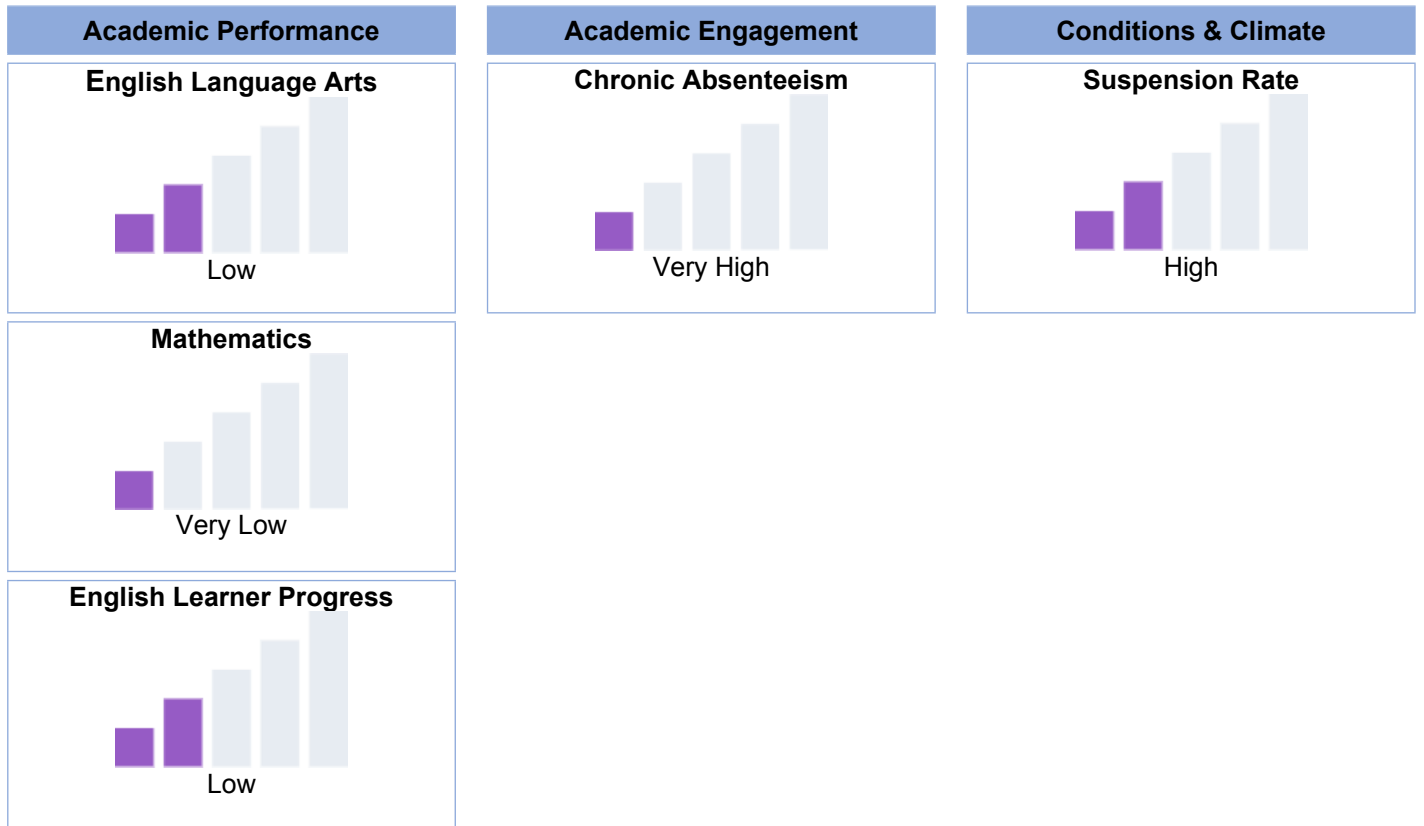 Academic Performance
English Language Arts
Low
Mathematics
Very Low
English Learner Progress
Low
Academic Engagement
Chronic Absenteeism
Very High
Conditions & Climate
Suspension Rate
High